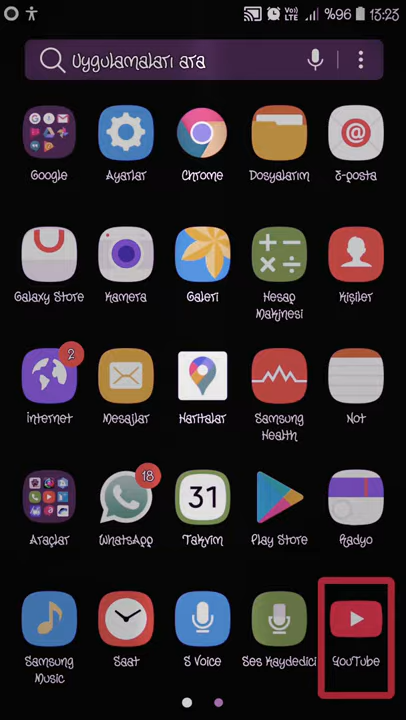 Vo))
LTE
%96
13:23
Uygulamaları ara
Google
Ayarlar
Chrome
Dosyalarım
E-posta
Galaxy Store
Kamera
Galeri
Hesap
Makinesi
Kişiler
2
İnternet
Mesajlar
Haritalar
Samsung
Health
Not
18
31
Araçlar
WhatsApp
Takvim
Play Store
Radyo
Samsung
Music
Saat
S Voice
Ses Kaydedici
YouTube